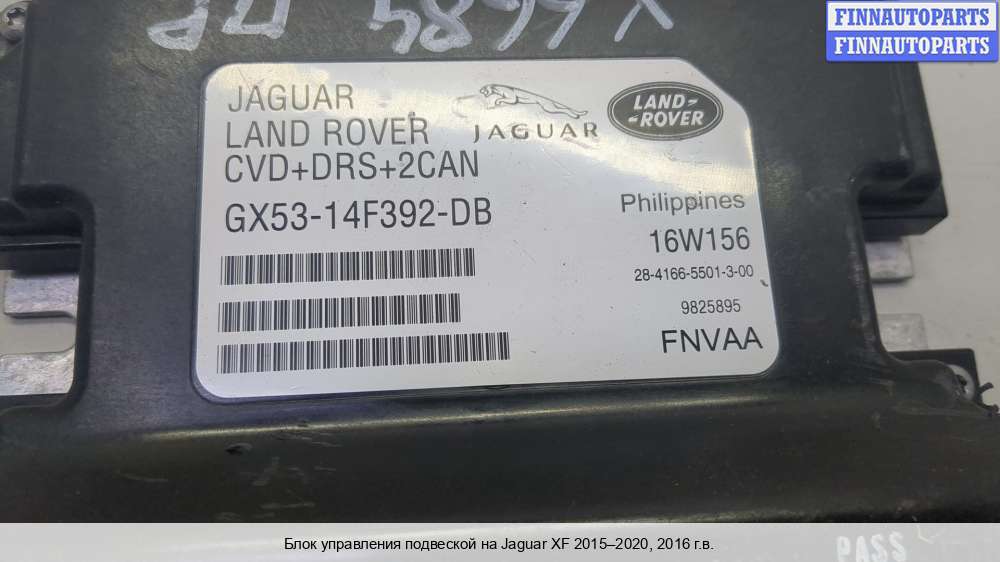 FINNAUTOPARTS
FINNAUTOPARTS
JAGUAR
LAND ROVER
CVD+DRS+2CAN
GX53-14F392-DB
JAGUAR
LAND-
-ROVER
Philippines
16W156
28-4166-5501-3-00
9825895
FNVAA
PASS
Блок управления подвеской на Jaguar XF 2015–2020, 2016 г.в.